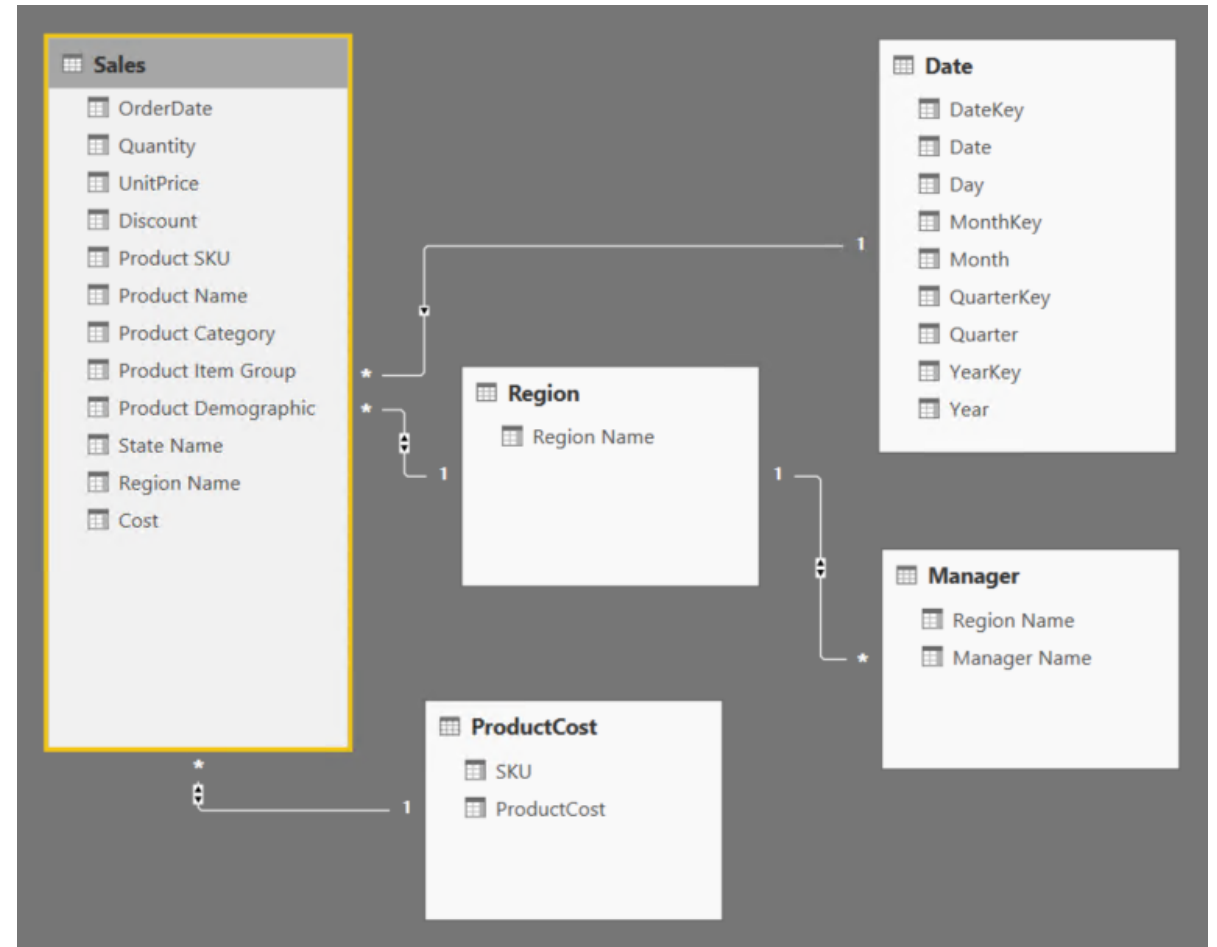 Sales
OrderDate
Quantity
UnitPrice
Discount
Product SKU
Product Name
Product Category
Product Item Group
Product Demographic
State Name
Region Name
Cost
*
*
*
1
1
1
1
*
Date
DateKey
Date
Day
MonthKey
Month
QuarterKey
Quarter
YearKey
Year
Region
Region Name
Manager
Region Name
Manager Name
ProductCost
SKU
ProductCost